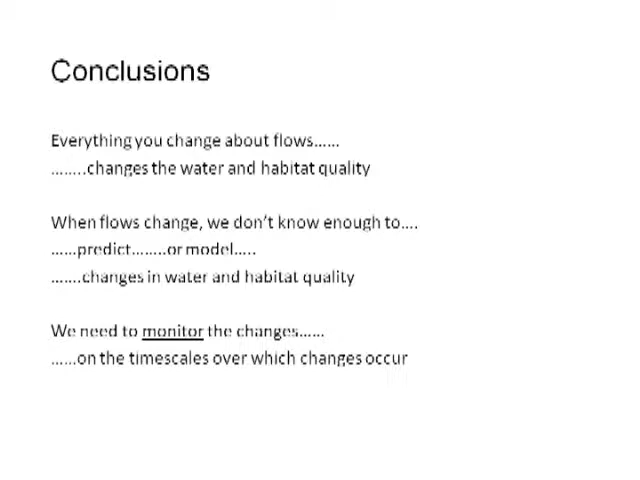 Conclusions
Everything you change about flows......
........changes the water and habitat quality
When flows change, we don't know enough to....
......predict........or model.....
.......changes in water and habitat quality
We need to monitor the changes......
......on the timescales over which changes occur